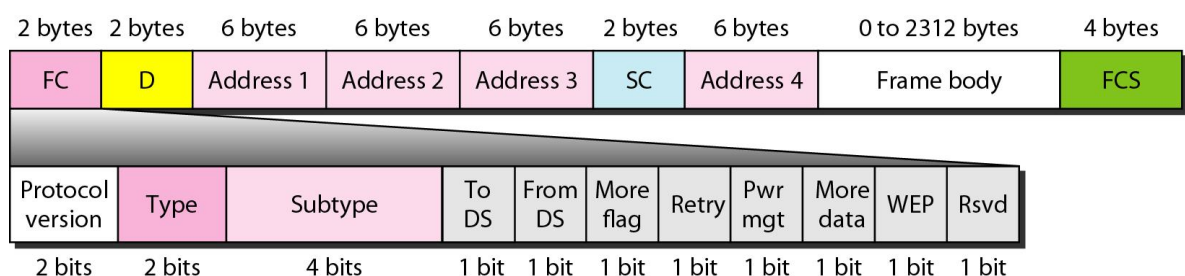 2 bytes 2 bytes 6 bytes 6 bytes 6 bytes 2 bytes 6 bytes 0 to 2312 bytes 4 bytes
FC D Address 1 Address 2 Address 3 SC Address 4 Frame body FCS
Protocol version Type Subtype To DS From DS More flag Retry Pwr mgt More data WEP Rsvd
2 bits 2 bits 4 bits 1 bit 1 bit 1 bit 1 bit 1 bit 1 bit 1 bit 1 bit